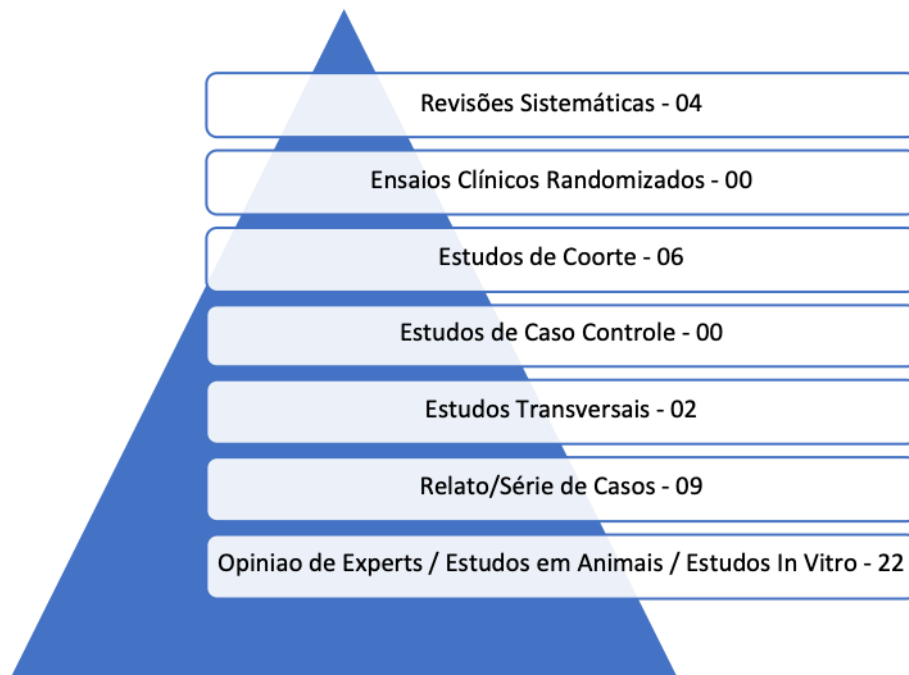 Revisões Sistemáticas - 04
Ensaios Clínicos Randomizados - 00
Estudos de Coorte - 06
Estudos de Caso Controle - 00
Estudos Transversais - 02
Relato/Série de Casos - 09
Opiniao de Experts / Estudos em Animais / Estudos In Vitro - 22